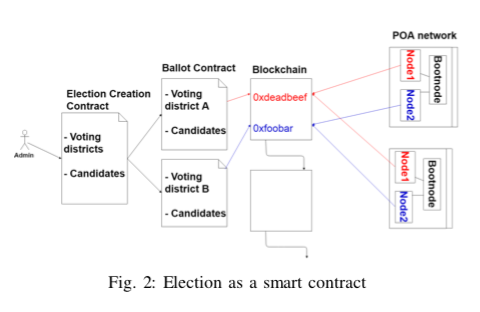 POA network
Ballot Contract
Blockchain
Election Creation
Contract
Admin
- Voting
districts
- Candidates
- Voting
district A
- Candidates
- Voting
district B
- Candidates
0xdeadbeef
0xfoobar
Node1
Node2
Bootnode
Node1
Node2
Bootnode
Fig. 2: Election as a smart contract